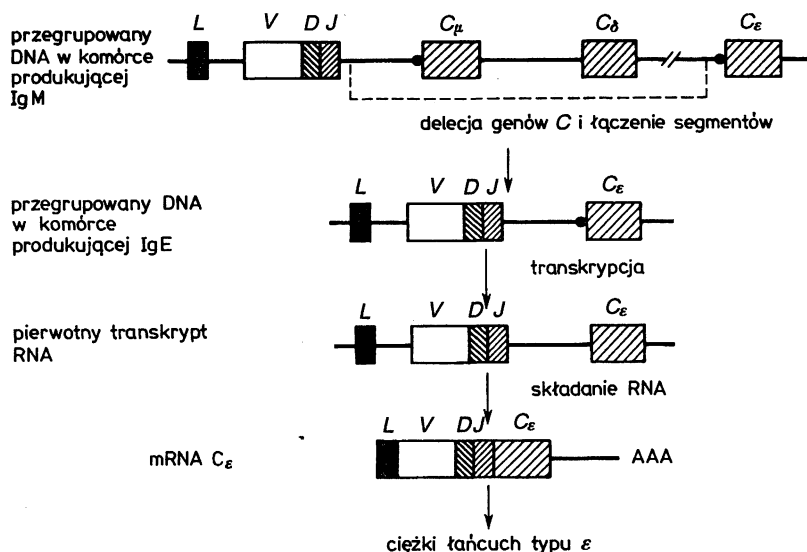 L V D J Cμ Cδ Cε
przegrupowany
DNA w komórce
produkującej
IgM
delecja genów C i łączenie segmentów
L V D J Cε
przegrupowany DNA
w komórce
produkującej IgE
transkrypcja
L V D J Cε
pierwotny transkrypt
RNA
składanie RNA
L V DJ Cε
mRNA Cε AAA
ciężki łańcuch typu ε